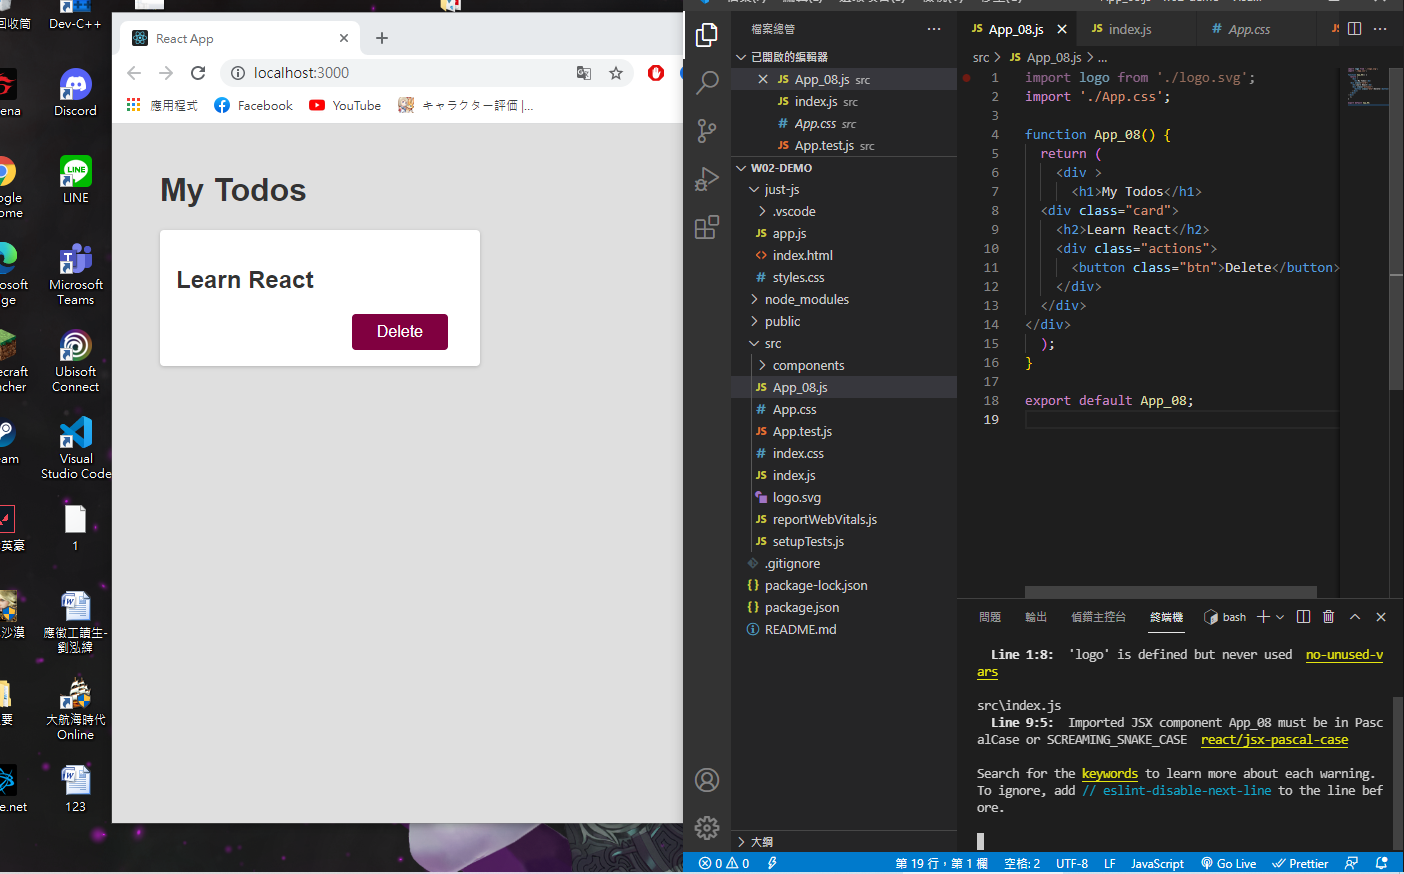 回收筒
Dev-C++
ena
Discord
ogle
ome
LINE
osoft
ge
Microsoft
Teams
ecraft
ncher
Ubisoft
Connect
am
Visual
Studio Code
英豪
1
沙漠
應徵工讀生-
要
大航海時代
Online
e.net
123
React App
localhost:3000
應用程式
Facebook
YouTube
キャラクター評価 |...
My Todos
Learn React
Delete
檔案總管
已開啟的編輯器
App_08.js src
index.js src
App.css src
App.test.js src
W02-DEMO
just-js
.vscode
app.js
index.html
styles.css
node_modules
public
src
components
App_08.js
App.css
App.test.js
index.css
index.js
logo.svg
reportWebVitals.js
setupTests.js
.gitignore
package-lock.json
package.json
README.md
大綱
App_08.js
index.js
App.css
src > App_08.js > ...
1 import logo from './logo.svg';
2 import './App.css';
3
4 function App_08() {
5 return (
6 <div >
7 <h1>My Todos</h1>
8 <div class="card">
9 <h2>Learn React</h2>
10 <div class="actions">
11 <button class="btn">Delete</button>
12 </div>
13 </div>
14 </div>
15 );
16 }
17
18 export default App_08;
19
問題 輸出 偵錯主控台 終端機 bash
Line 1:8: 'logo' is defined but never used no-unused-v
ars
src\index.js
Line 9:5: Imported JSX component App_08 must be in Pasc
alCase or SCREAMING_SNAKE_CASE react/jsx-pascal-case
Search for the keywords to learn more about each warning.
To ignore, add // eslint-disable-next-line to the line bef
ore.
0 0
第 19 行，第 1 欄 空格: 2 UTF-8 LF JavaScript Go Live Prettier